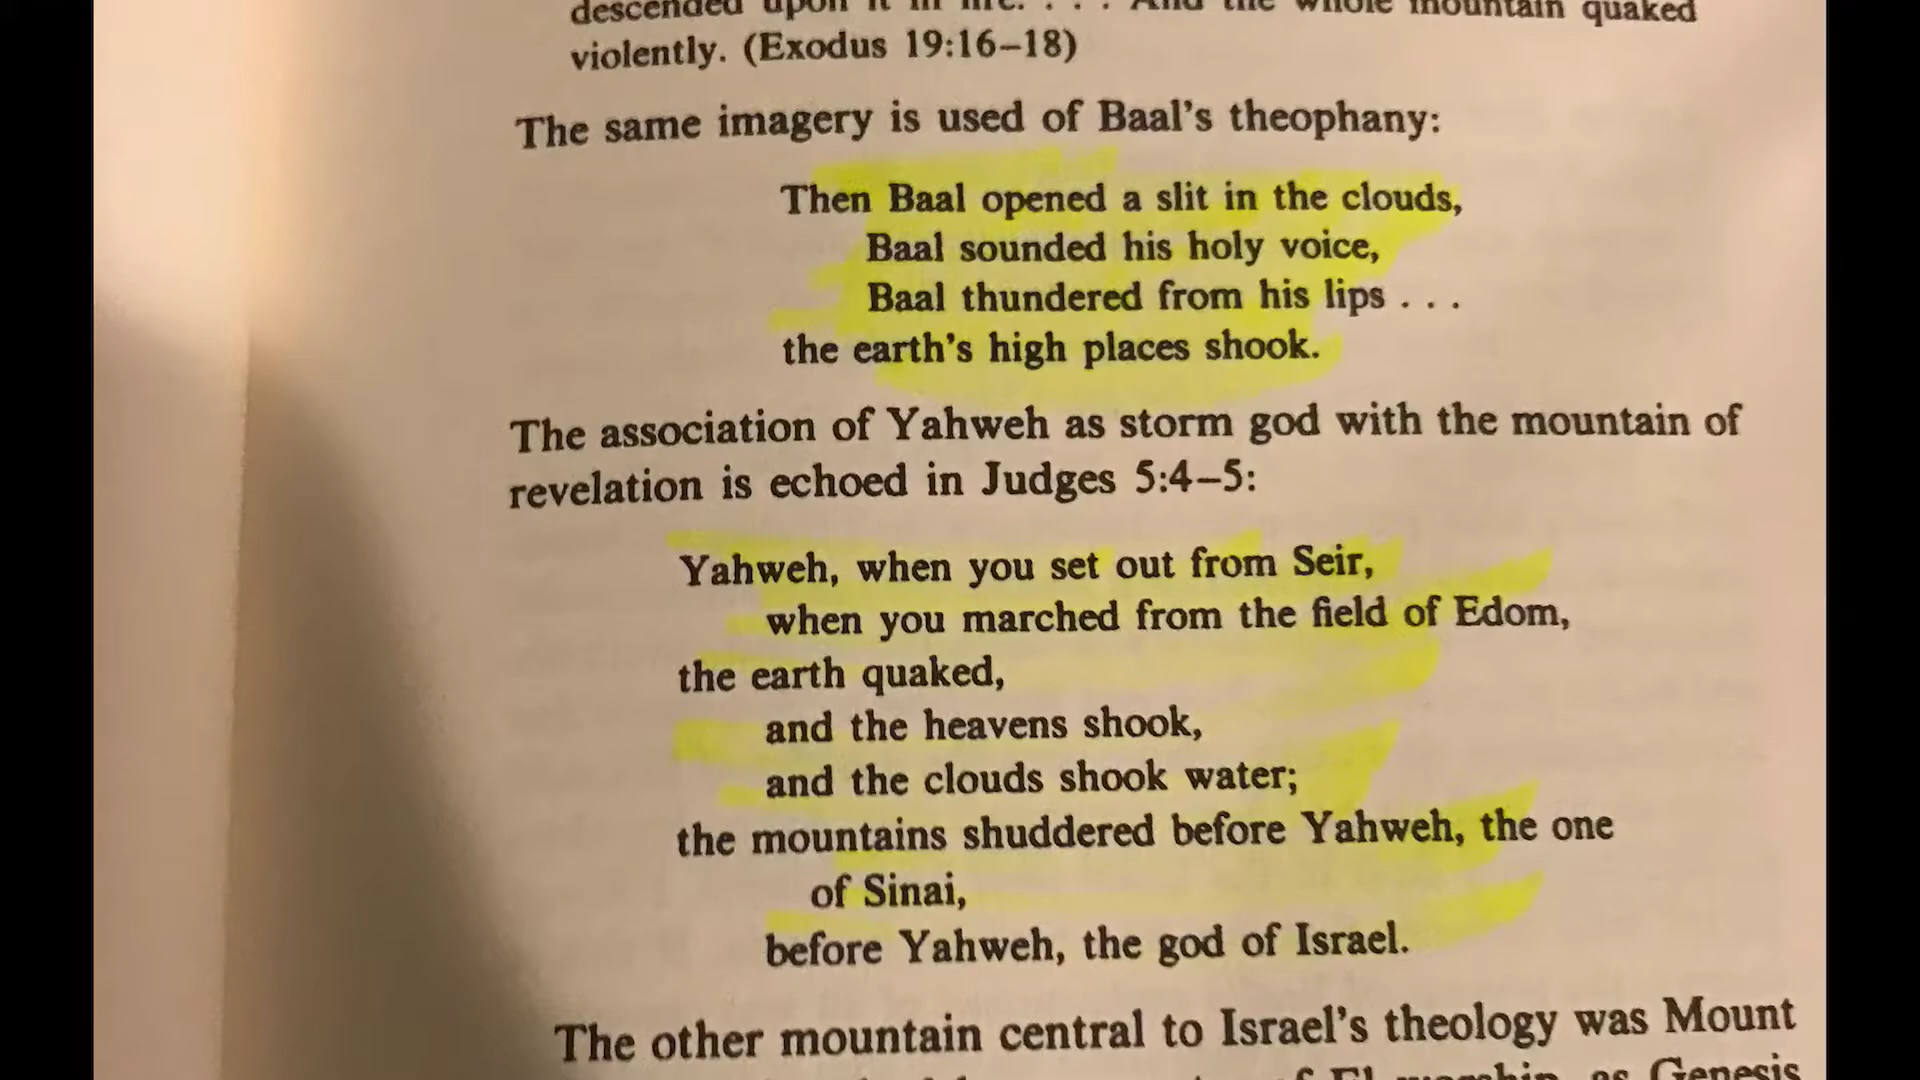 descended upon it in fire. . . . And the whole mountain quaked
violently. (Exodus 19:16–18)
The same imagery is used of Baal's theophany:
Then Baal opened a slit in the clouds,
Baal sounded his holy voice,
Baal thundered from his lips . . .
the earth's high places shook.
The association of Yahweh as storm god with the mountain of
revelation is echoed in Judges 5:4–5:
Yahweh, when you set out from Seir,
when you marched from the field of Edom,
the earth quaked,
and the heavens shook,
and the clouds shook water;
the mountains shuddered before Yahweh, the one
of Sinai,
before Yahweh, the god of Israel.
The other mountain central to Israel's theology was Mount
of El worship, as Genesis